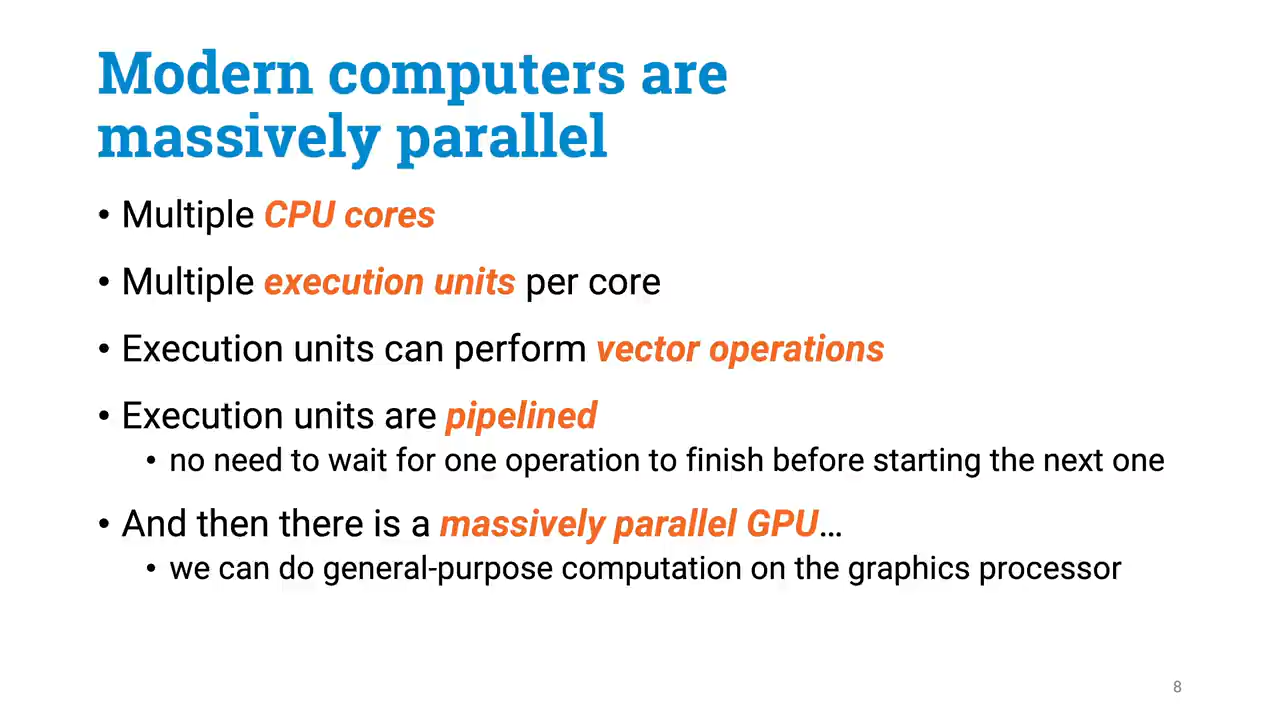 Modern computers are
massively parallel
• Multiple CPU cores
• Multiple execution units per core
• Execution units can perform vector operations
• Execution units are pipelined
• no need to wait for one operation to finish before starting the next one
• And then there is a massively parallel GPU…
• we can do general-purpose computation on the graphics processor
8